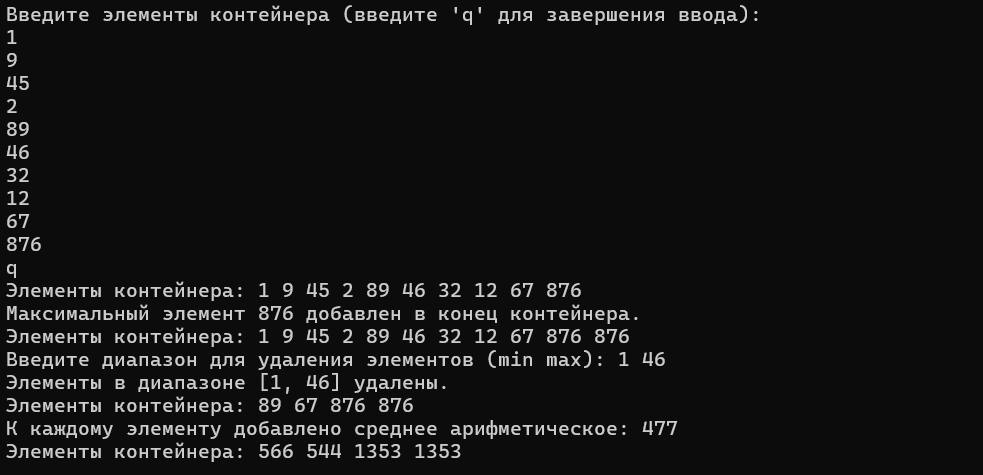 Введите элементы контейнера (введите 'q' для завершения ввода):
1
9
45
2
89
46
32
12
67
876
q
Элементы контейнера: 1 9 45 2 89 46 32 12 67 876
Максимальный элемент 876 добавлен в конец контейнера.
Элементы контейнера: 1 9 45 2 89 46 32 12 67 876 876
Введите диапазон для удаления элементов (min max): 1 46
Элементы в диапазоне [1, 46] удалены.
Элементы контейнера: 89 67 876 876
К каждому элементу добавлено среднее арифметическое: 477
Элементы контейнера: 566 544 1353 1353